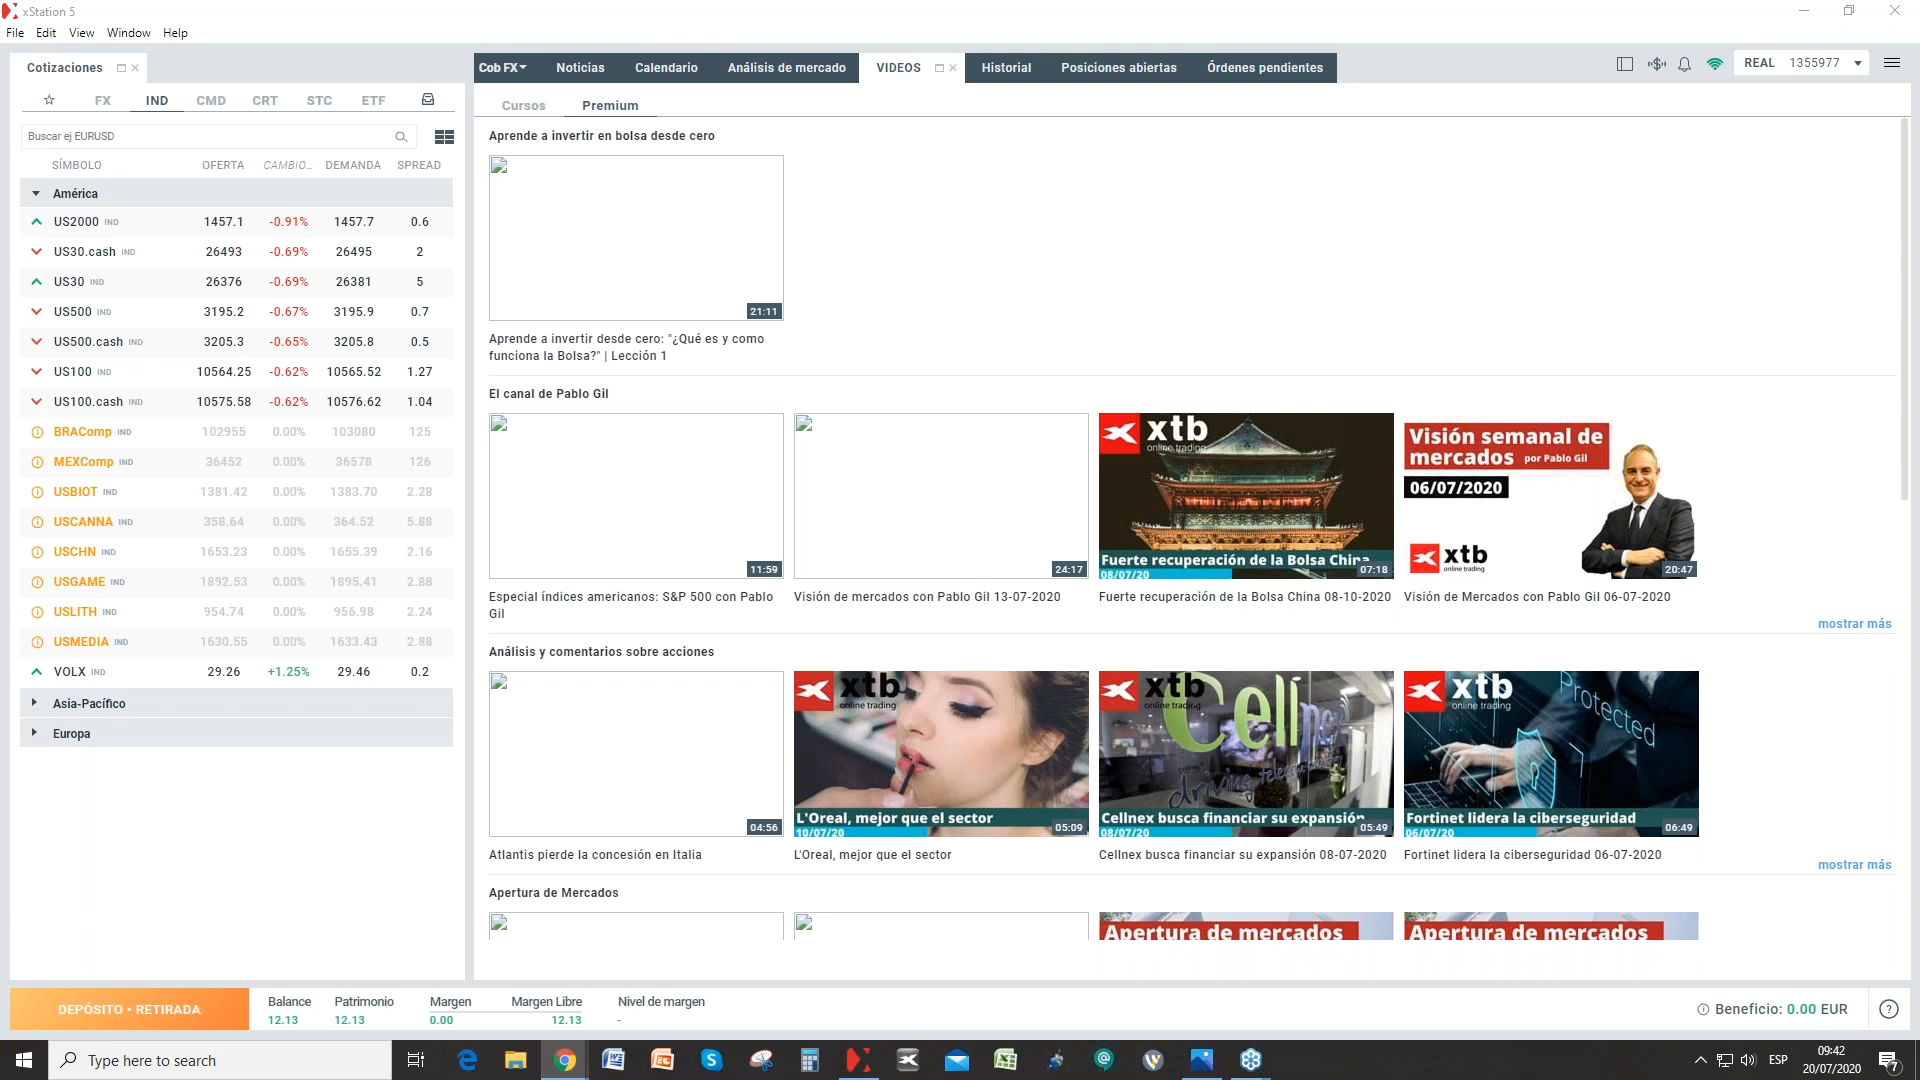 xStation 5
File Edit View Window Help
Cotizaciones
Cob FX Noticias Calendario Análisis de mercado VIDEOS Historial Posiciones abiertas Órdenes pendientes
REAL 1355977
FX IND CMD CRT STC ETF
Cursos Premium
Buscar ej EURUSD
SÍMBOLO OFERTA CAMBIO... DEMANDA SPREAD
América
US2000 IND 1457.1 -0.91% 1457.7 0.6
US30.cash IND 26493 -0.69% 26495 2
US30 IND 26376 -0.69% 26381 5
US500 IND 3195.2 -0.67% 3195.9 0.7
US500.cash IND 3205.3 -0.65% 3205.8 0.5
US100 IND 10564.25 -0.62% 10565.52 1.27
US100.cash IND 10575.58 -0.62% 10576.62 1.04
BRAComp IND 102955 0.00% 103080 125
MEXComp IND 36452 0.00% 36578 126
USBIOT IND 1381.42 0.00% 1383.70 2.28
USCANNA IND 358.64 0.00% 364.52 5.88
USCHN IND 1653.23 0.00% 1655.39 2.16
USGAME IND 1892.53 0.00% 1895.41 2.88
USLITH IND 954.74 0.00% 956.98 2.24
USMEDIA IND 1630.55 0.00% 1633.43 2.88
VOLX IND 29.26 +1.25% 29.46 0.2
Asia-Pacífico
Europa
Aprende a invertir en bolsa desde cero
21:11
Aprende a invertir desde cero: "¿Qué es y como
funciona la Bolsa?" | Lección 1
El canal de Pablo Gil
11:59
Especial índices americanos: S&P 500 con Pablo
Gil
24:17
Visión de mercados con Pablo Gil 13-07-2020
xtb
online trading
Fuerte recuperación de la Bolsa China
08/07/20
07:18
Fuerte recuperación de la Bolsa China 08-10-2020
Visión semanal de
mercados por Pablo Gil
06/07/2020
xtb
online trading
20:47
Visión de Mercados con Pablo Gil 06-07-2020
mostrar más
Análisis y comentarios sobre acciones
04:56
Atlantis pierde la concesión en Italia
xtb
online trading
L'Oreal, mejor que el sector
10/07/20
05:09
L'Oreal, mejor que el sector
xtb
online trading
Cellnex
driving
Cellnex busca financiar su expansión
08/07/20
05:49
Cellnex busca financiar su expansión 08-07-2020
xtb
online trading
Protected
Fortinet lidera la ciberseguridad
06/07/20
06:49
Fortinet lidera la ciberseguridad 06-07-2020
mostrar más
Apertura de Mercados
Apertura de mercados
Apertura de mercados
DEPÓSITO • RETIRADA
Balance Patrimonio Margen Margen Libre Nivel de margen
12.13 12.13 0.00 12.13 -
Beneficio: 0.00 EUR
Type here to search
ESP
09:42
20/07/2020
7